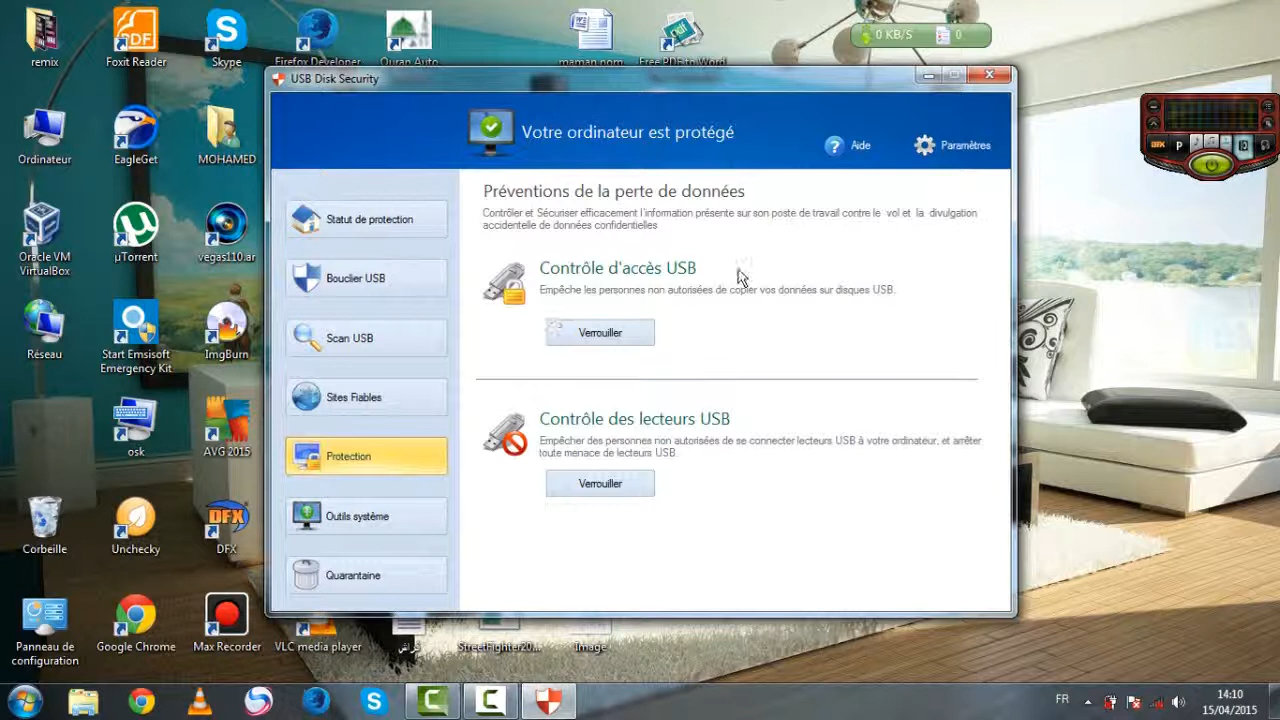 remix
Foxit Reader
Skype
Firefox Developer
Quran Auto
maman.nom
Free PDF to Word
0 KB/S
0
USB Disk Security
Votre ordinateur est protégé
Aide
Paramètres
Ordinateur
EagleGet
MOHAMED
DFX
P
Statut de protection
Bouclier USB
Scan USB
Sites Fiables
Protection
Outils système
Quarantaine
Préventions de la perte de données
Contrôler et Sécuriser efficacement l'information présente sur son poste de travail contre le vol et la divulgation
accidentelle de données confidentielles
Contrôle d'accès USB
Empêche les personnes non autorisées de copier vos données sur disques USB.
Verrouiller
Contrôle des lecteurs USB
Empêcher des personnes non autorisées de se connecter lecteurs USB à votre ordinateur, et arrêter
toute menace de lecteurs USB
Verrouiller
Oracle VM
VirtualBox
µTorrent
vegas110.ar
Réseau
Start Emsisoft
Emergency Kit
ImgBurn
osk
AVG 2015
Corbeille
Unchecky
DFX
Panneau de
configuration
Google Chrome
Max Recorder
VLC media player
StreetFighter20...
Image
FR
14:10
15/04/2015